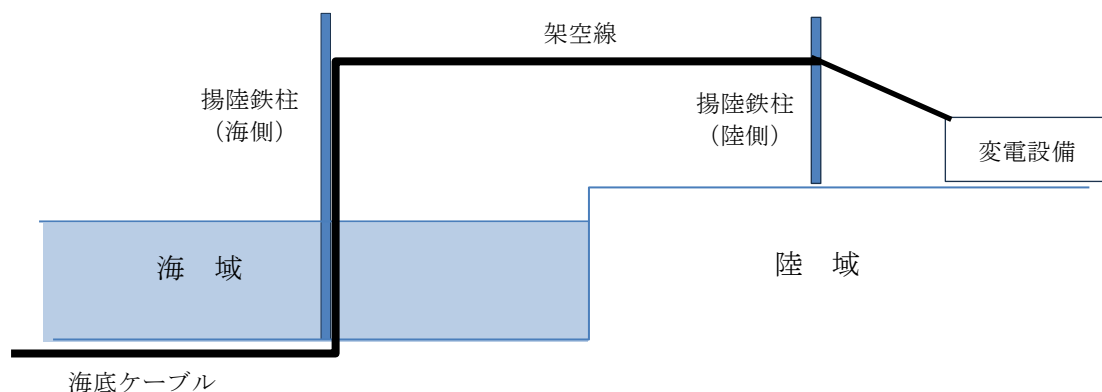 架空線
揚陸鉄柱
（海側）
揚陸鉄柱
（陸側）
変電設備
海　域
陸　域
海底ケーブル